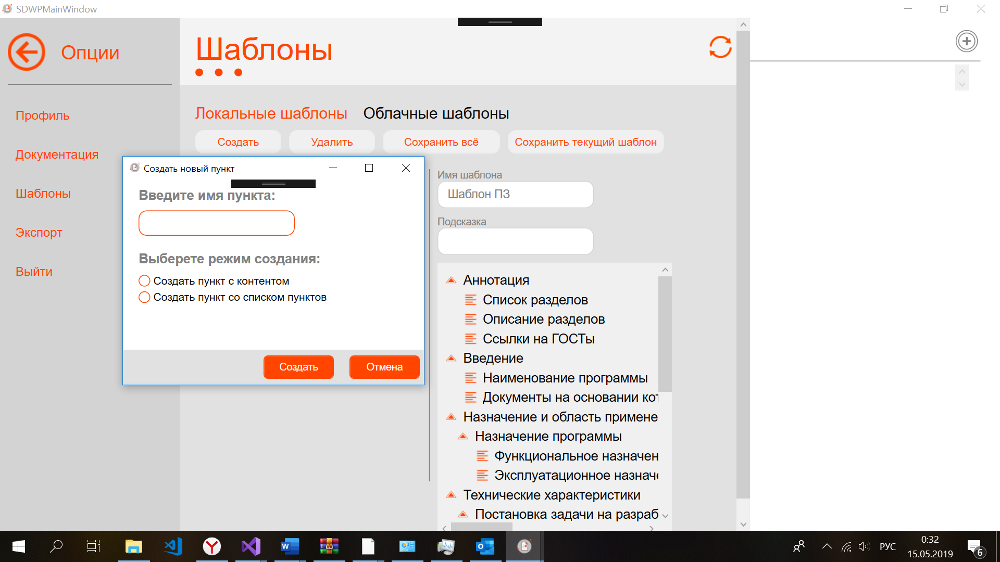 SDWPMainWindow
Опции
Профиль
Документация
Шаблоны
Экспорт
Выйти
Шаблоны
Локальные шаблоны
Облачные шаблоны
Создать
Удалить
Сохранить всё
Сохранить текущий шаблон
Создать новый пункт
Введите имя пункта:
Выберете режим создания:
Создать пункт с контентом
Создать пункт со списком пунктов
Создать
Отмена
Имя шаблона
Шаблон ПЗ
Подсказка
Аннотация
Список разделов
Описание разделов
Ссылки на ГОСТы
Введение
Наименование программы
Документы на основании кот
Назначение и область примене
Назначение программы
Функциональное назначен
Эксплуатационное назначе
Технические характеристики
Постановка задачи на разраб
РУС
0:32
15.05.2019
6